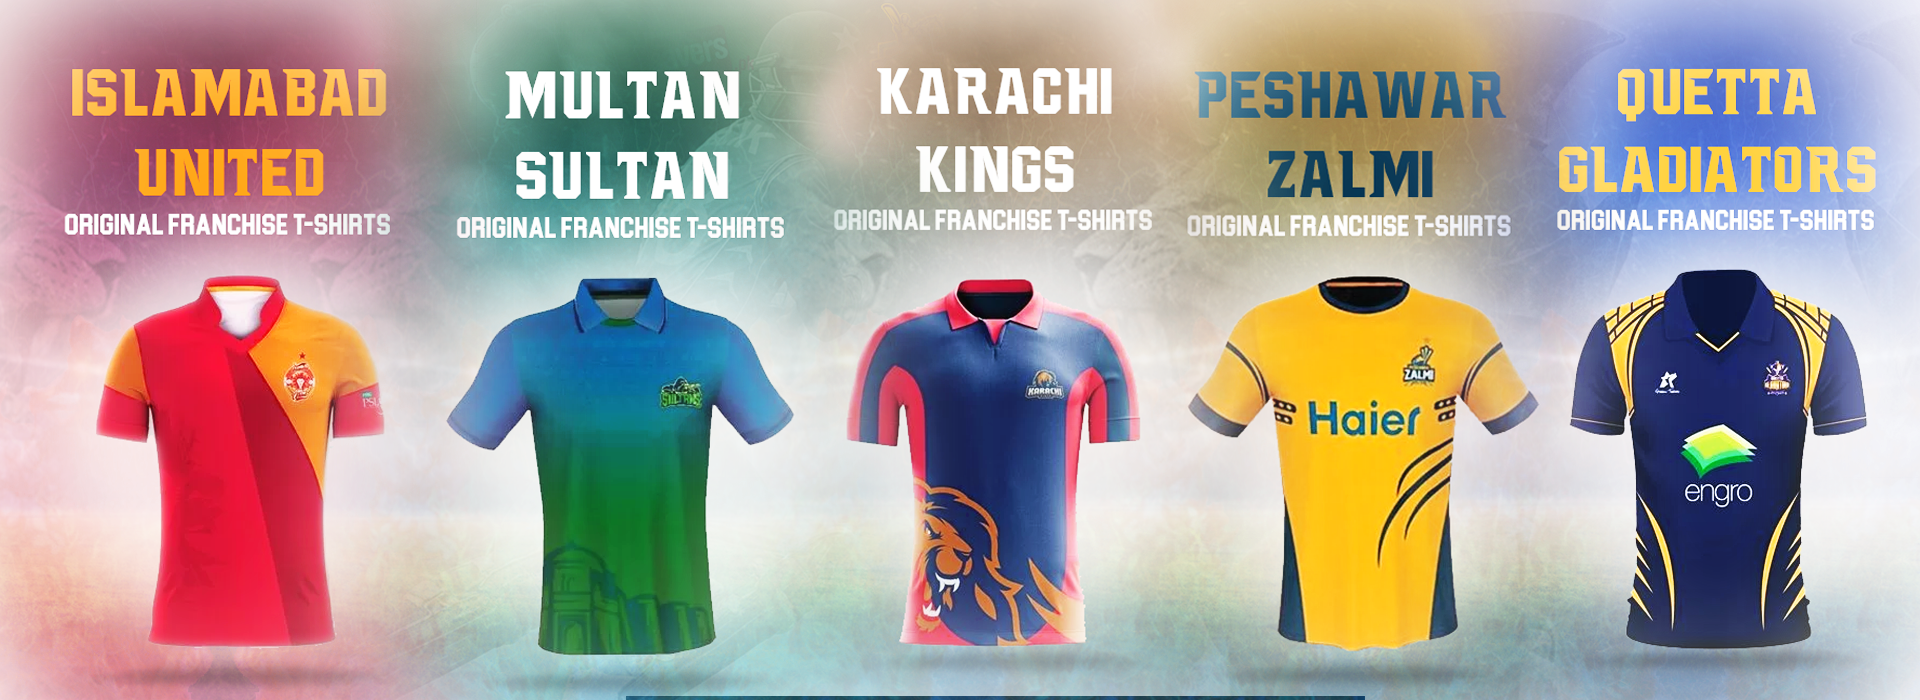 ISLAMABAD
UNITED
ORIGINAL FRANCHISE T-SHIRTS
MULTAN
SULTAN
ORIGINAL FRANCHISE T-SHIRTS
KARACHI
KINGS
ORIGINAL FRANCHISE T-SHIRTS
PESHAWAR
ZALMI
ORIGINAL FRANCHISE T-SHIRTS
QUETTA
GLADIATORS
ORIGINAL FRANCHISE T-SHIRTS
PSL
SULTANS
KARACHI
ZALMI
Haier
engro